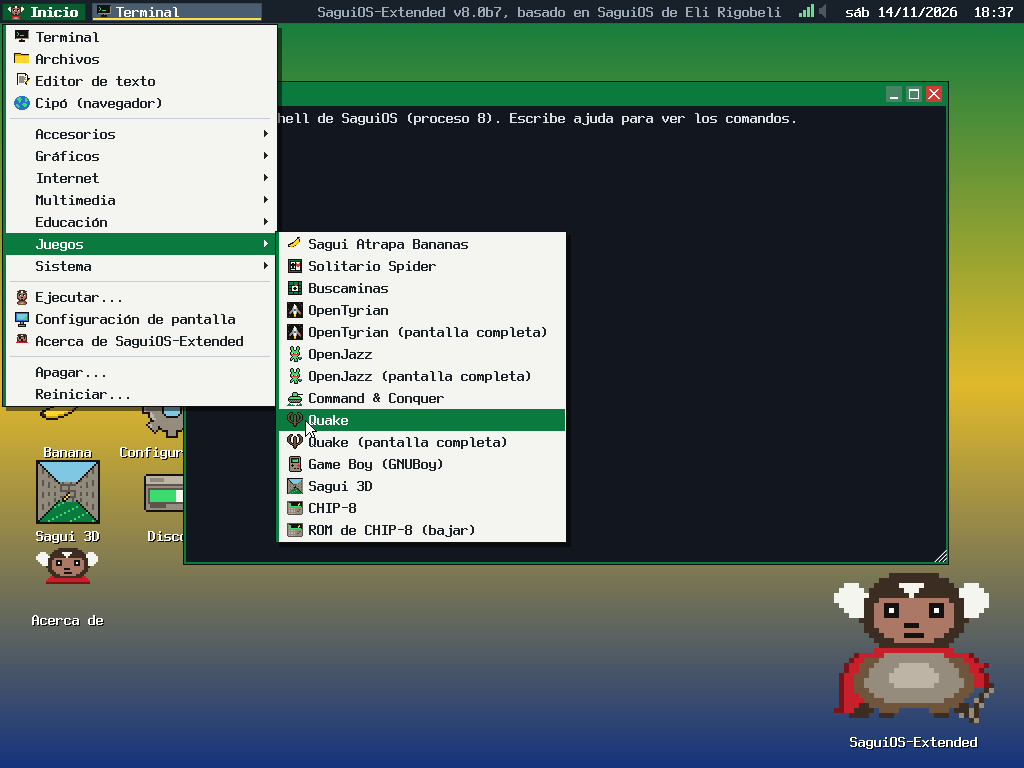 Inicio
Terminal
SaguiOS-Extended v8.0b7, basado en SaguiOS de Eli Rigobeli
sáb 14/11/2026 18:37
Terminal
Archivos
Editor de texto
Cipó (navegador)
Accesorios
Gráficos
Internet
Multimedia
Educación
Juegos
Sistema
Ejecutar...
Configuración de pantalla
Acerca de SaguiOS-Extended
Apagar...
Reiniciar...
de SaguiOS (proceso 8). Escribe ajuda para ver los comandos.
Sagui Atrapa Bananas
Solitario Spider
Buscaminas
OpenTyrian
OpenTyrian (pantalla completa)
OpenJazz
OpenJazz (pantalla completa)
Command & Conquer
Quake
Quake (pantalla completa)
Game Boy (GNUBoy)
Sagui 3D
CHIP-8
ROM de CHIP-8 (bajar)
Banana
Configur
Sagui 3D
Disco
Acerca de
SaguiOS-Extended